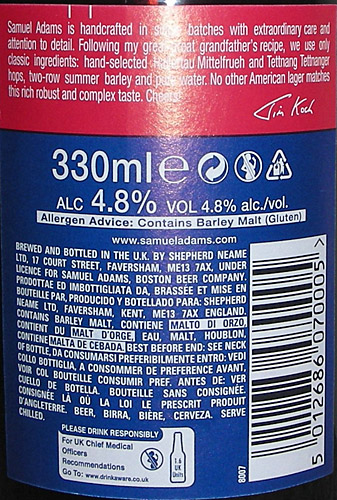 Samuel Adams is handcrafted in small batches with extraordinary care and
attention to detail. Following my great great grandfather's recipe, we use only
classic ingredients: hand-selected Hallertau Mittelfrueh and Tettnang Tettnanger
hops, two-row summer barley and pure water. No other American lager matches
this rich robust and complex taste. Cheers!
Jim Koch
330ml e
ALC 4.8% VOL 4.8% alc./vol.
Allergen Advice: Contains Barley Malt (Gluten)
www.samueladams.com
BREWED AND BOTTLED IN THE U.K. BY SHEPHERD NEAME
LTD, 17 COURT STREET, FAVERSHAM, ME13 7AX, UNDER
LICENCE FOR SAMUEL ADAMS, BOSTON BEER COMPANY.
PRODOTTAE ED IMBOTTIGLIATA DA, BRASSÉE ET MISE EN
BOUTEILLE PAR, PRODUCIDO Y BOTELLADO PARA: SHEPHERD
NEAME LTD, FAVERSHAM, KENT, ME13 7AX ENGLAND.
CONTAINS BARLEY MALT, CONTIENE MALTO DI ORZO,
CONTIENT DU MALT D'ORGE, EAU, MALT, HOUBLON,
CONTIENE MALTA DE CEBADA. BEST BEFORE END: SEE NECK
OF BOTTLE, DA CONSUMARSI PREFERIBILMENTE ENTRO: VEDI
COLLO BOTTIGLIA, A CONSOMMER DE PREFERENCE AVANT,
VOIR COL BOUTEILLE CONSUMIR PREF. ANTES DE: VER
CUELLO DE BOTELLA. BOUTEILLE SANS CONSIGNÉE,
CONSIGNÉE LÀ OU LA LOI LE PRESCRIT PRODUIT
D'ANGLETERRE. BEER, BIRRA, BIÈRE, CERVEZA. SERVE
CHILLED.
PLEASE DRINK RESPONSIBLY
For UK Chief Medical
Officers
Recommendations
Go To: www.drinkaware.co.uk
1.6
UK
Units
8007
5 012686 070005 >